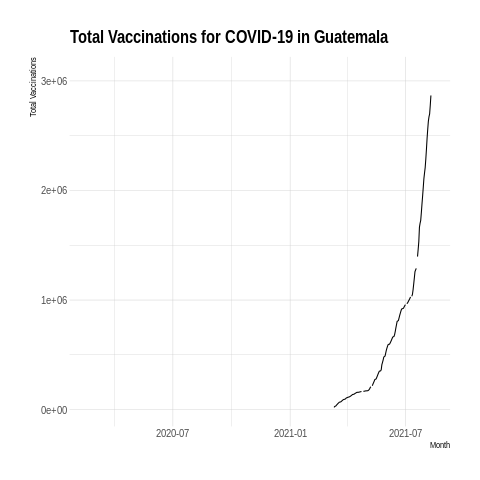 Total Vaccinations for COVID-19 in Guatemala
Total Vaccinations
3e+06
2e+06
1e+06
0e+00
2020-07 2021-01 2021-07
Month